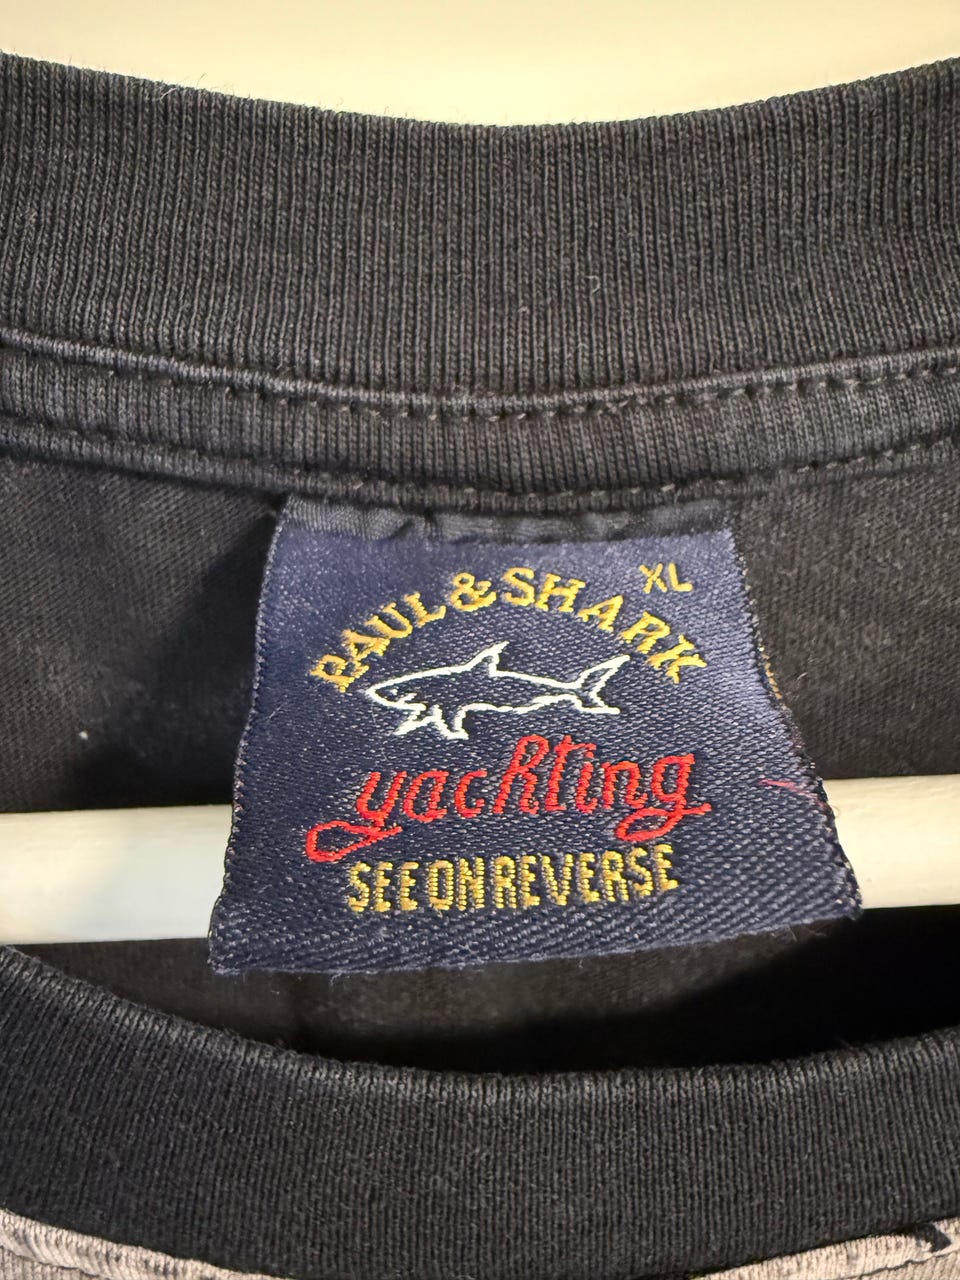 XL
PAUL & SHARK
yachting
SEE ON REVERSE